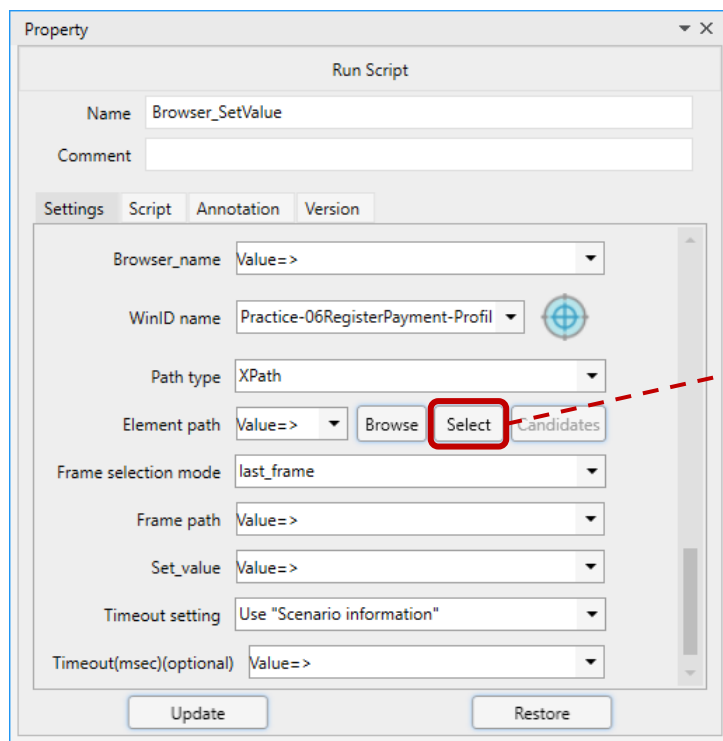 Property
Run Script
Name Browser_SetValue
Comment
Settings Script Annotation Version
Browser_name Value=>
WinID name Practice-06RegisterPayment-Profil
Path type XPath
Element path Value=> Browse Select Candidates
Frame selection mode last_frame
Frame path Value=>
Set_value Value=>
Timeout setting Use "Scenario information"
Timeout(msec)(optional) Value=>
Update Restore